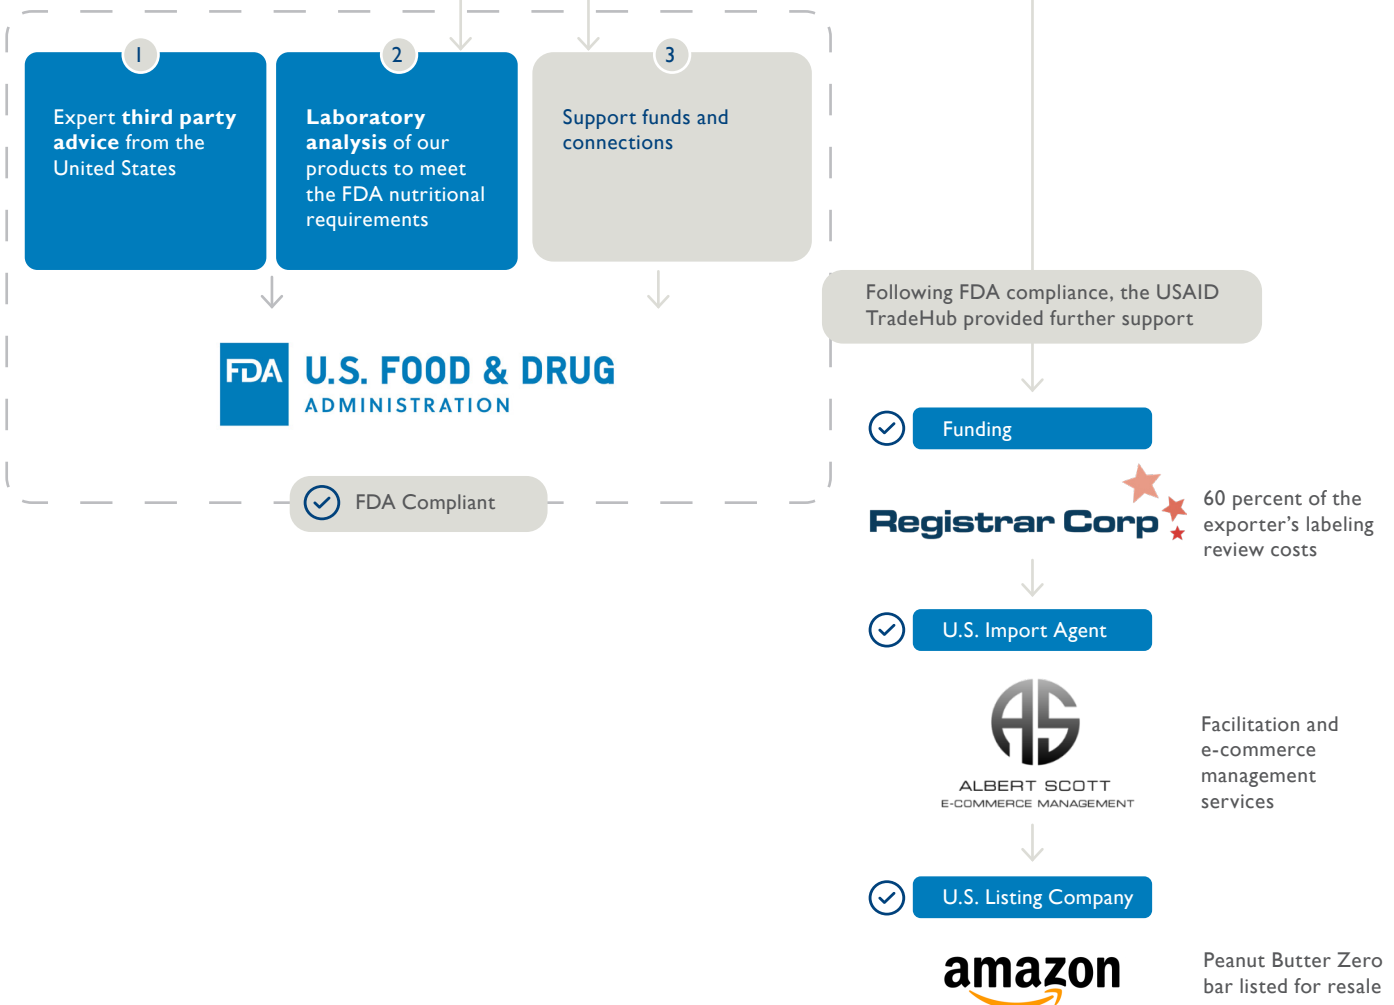 1
Expert third party
advice from the
United States
2
Laboratory
analysis of our
products to meet
the FDA nutritional
requirements
3
Support funds and
connections
FDA
U.S. FOOD & DRUG
ADMINISTRATION
FDA Compliant
Following FDA compliance, the USAID
TradeHub provided further support
Funding
Registrar Corp
60 percent of the
exporter’s labeling
review costs
U.S. Import Agent
AS
ALBERT SCOTT
E-COMMERCE MANAGEMENT
Facilitation and
e-commerce
management
services
U.S. Listing Company
amazon
Peanut Butter Zero
bar listed for resale